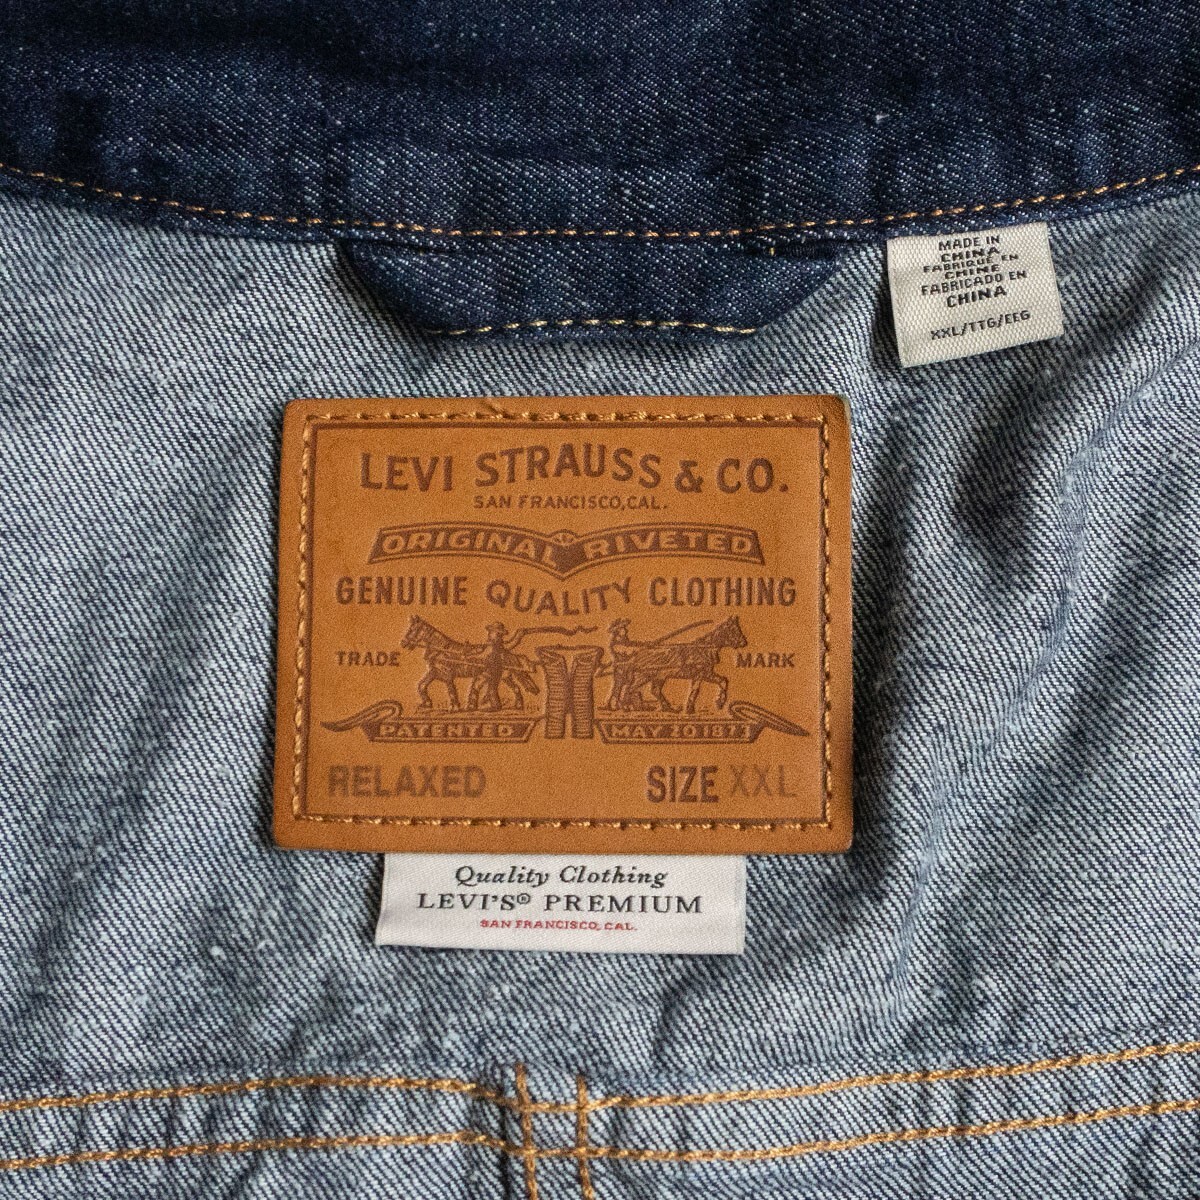 MADE IN
CHINA
FABRIQUE EN
CHINE
FABRICADO EN
CHINA
XXL/TTG/EEG
LEVI STRAUSS & CO.
SAN FRANCISCO, CAL.
ORIGINAL RIVETED
GENUINE QUALITY CLOTHING
TRADE MARK
PATENTED MAY 20 1873
RELAXED SIZE XXL
Quality Clothing
LEVI'S® PREMIUM
SAN FRANCISCO, CAL.